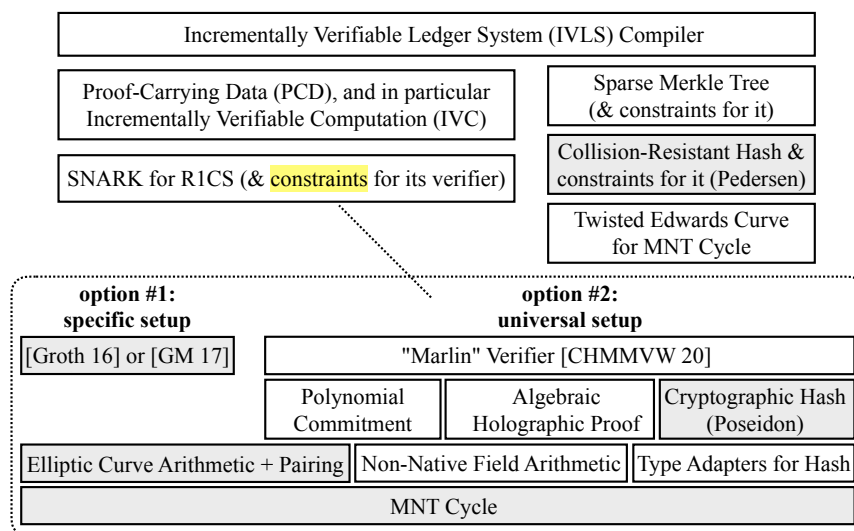 Incrementally Verifiable Ledger System (IVLS) Compiler
Proof-Carrying Data (PCD), and in particular
Incrementally Verifiable Computation (IVC)
Sparse Merkle Tree
(& constraints for it)
SNARK for R1CS (& constraints for its verifier)
Collision-Resistant Hash &
constraints for it (Pedersen)
Twisted Edwards Curve
for MNT Cycle
option #1:
specific setup
option #2:
universal setup
[Groth 16] or [GM 17]
"Marlin" Verifier [CHMMVW 20]
Polynomial
Commitment
Algebraic
Holographic Proof
Cryptographic Hash
(Poseidon)
Elliptic Curve Arithmetic + Pairing
Non-Native Field Arithmetic
Type Adapters for Hash
MNT Cycle